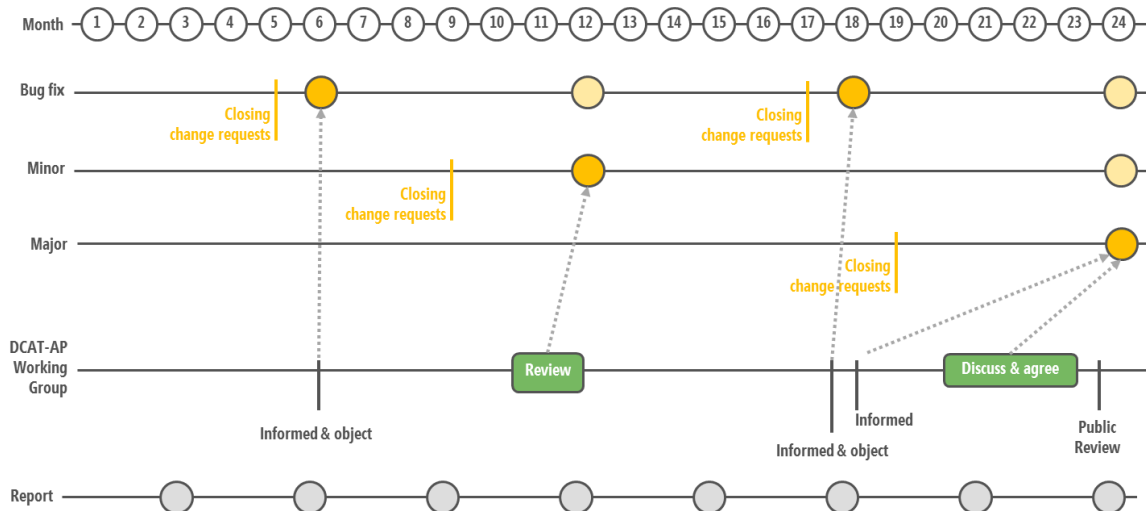 Month 1 2 3 4 5 6 7 8 9 10 11 12 13 14 15 16 17 18 19 20 21 22 23 24
Bug fix
Closing
change requests
Closing
change requests
Minor
Closing
change requests
Major
Closing
change requests
DCAT-AP
Working
Group
Review
Discuss & agree
Informed & object
Informed
Informed & object
Public
Review
Report